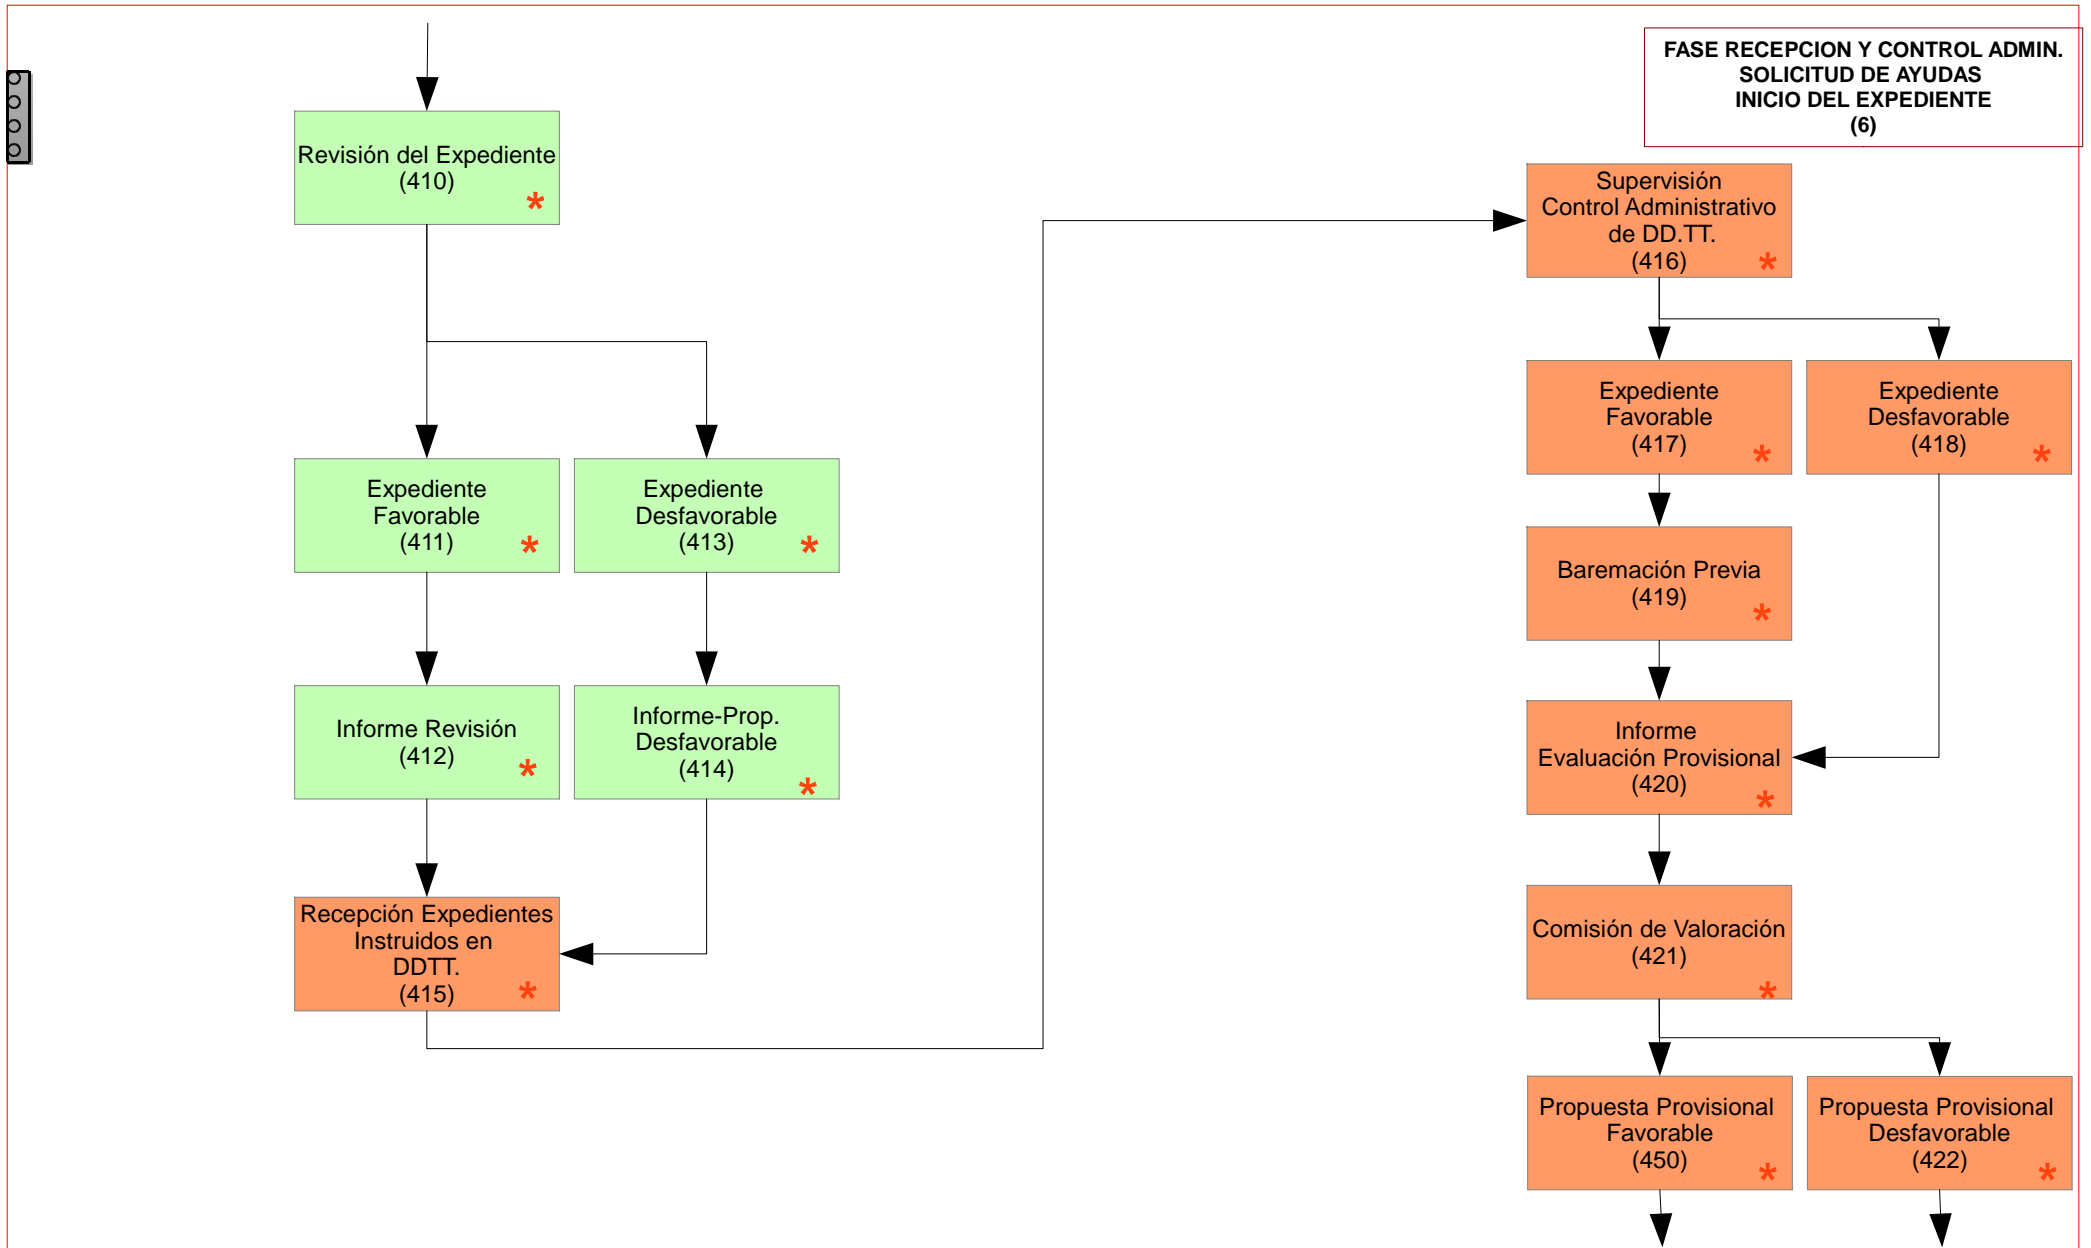 FASE RECEPCION Y CONTROL ADMIN.
SOLICITUD DE AYUDAS
INICIO DEL EXPEDIENTE
(6)
Revisión del Expediente
(410)
*
Expediente
Favorable
(411)
*
Expediente
Desfavorable
(413)
*
Informe Revisión
(412)
*
Informe-Prop.
Desfavorable
(414)
*
Recepción Expedientes
Instruidos en
DDTT.
(415)
*
Supervisión
Control Administrativo
de DD.TT.
(416)
*
Expediente
Favorable
(417)
*
Expediente
Desfavorable
(418)
*
Baremación Previa
(419)
*
Informe
Evaluación Provisional
(420)
*
Comisión de Valoración
(421)
*
Propuesta Provisional
Favorable
(450)
*
Propuesta Provisional
Desfavorable
(422)
*